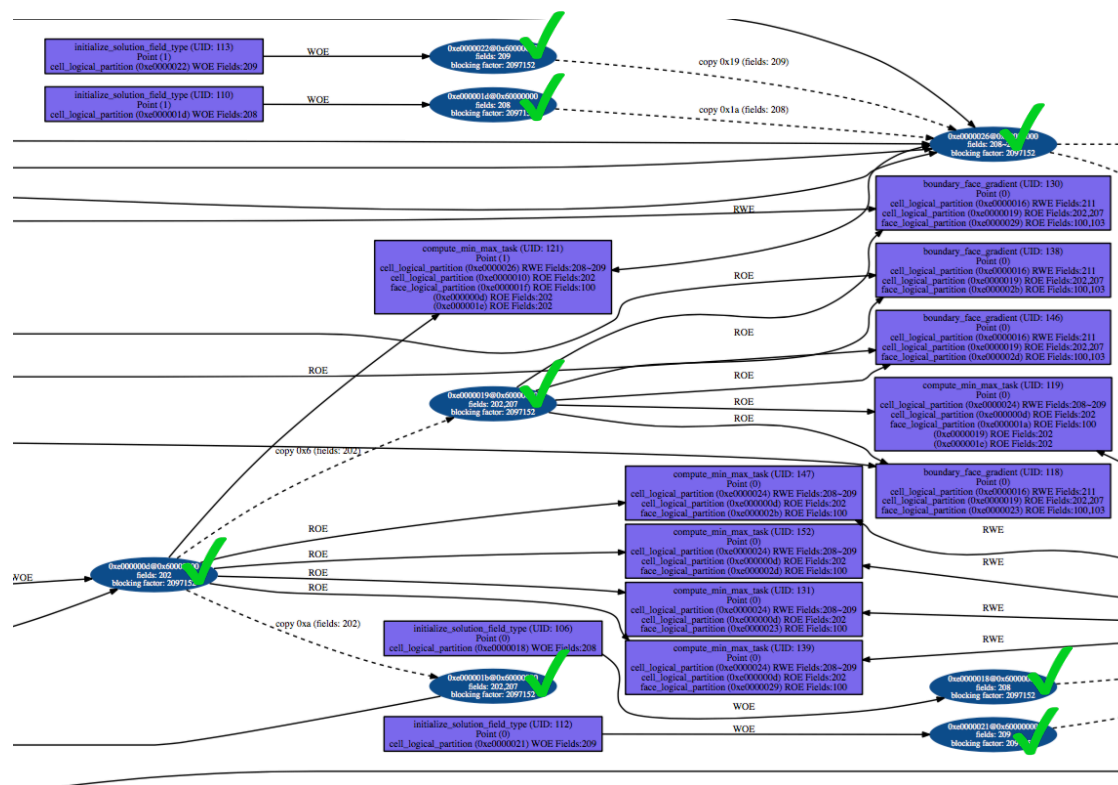 initialize_solution_field_type (UID: 113)
Point (1)
cell_logical_partition (0xe0000022) WOE Fields:209
WOE
0xe0000022@0x6000000
fields: 209
blocking factor: 2097152
copy 0x19 (fields: 209)
initialize_solution_field_type (UID: 110)
Point (1)
cell_logical_partition (0xe000001d) WOE Fields:208
WOE
fields: 208
copy 0x1a (fields: 208)
blocking factor: 2097152
boundary_face_gradient (UID: 130)
Point (0)
cell_logical_partition (0xe0000016) RWE Fields:211
cell_logical_partition (0xe0000019) ROE Fields:202,207
face_logical_partition (0xe0000029) ROE Fields:100,103
RWE
compute_min_max_task (UID: 121)
Point (1)
cell_logical_partition (0xe0000026) RWE Fields:208~209
cell_logical_partition (0xe0000010) ROE Fields:202
face_logical_partition (0xe000001f) ROE Fields:100
(0xe000000d) ROE Fields:202
(0xe000001e) ROE Fields:202
boundary_face_gradient (UID: 138)
Point (0)
cell_logical_partition (0xe0000016) RWE Fields:211
cell_logical_partition (0xe0000019) ROE Fields:202,207
face_logical_partition (0xe000002b) ROE Fields:100,103
ROE
boundary_face_gradient (UID: 146)
Point (0)
cell_logical_partition (0xe0000016) RWE Fields:211
cell_logical_partition (0xe0000019) ROE Fields:202,207
face_logical_partition (0xe000002d) ROE Fields:100,103
ROE
ROE
ROE
fields: 202,207
blocking factor: 2097152
ROE
ROE
compute_min_max_task (UID: 119)
Point (0)
cell_logical_partition (0xe0000024) RWE Fields:208~209
cell_logical_partition (0xe000000d) ROE Fields:202
face_logical_partition (0xe000001a) ROE Fields:100
(0xe0000019) ROE Fields:202
(0xe000001e) ROE Fields:202
copy 0x6 (fields: 202)
boundary_face_gradient (UID: 118)
Point (0)
cell_logical_partition (0xe0000016) RWE Fields:211
cell_logical_partition (0xe0000019) ROE Fields:202,207
face_logical_partition (0xe0000023) ROE Fields:100,103
compute_min_max_task (UID: 147)
Point (0)
cell_logical_partition (0xe0000024) RWE Fields:208~209
cell_logical_partition (0xe000000d) ROE Fields:202
face_logical_partition (0xe000002b) ROE Fields:100
ROE
RWE
compute_min_max_task (UID: 152)
Point (0)
cell_logical_partition (0xe0000024) RWE Fields:208~209
cell_logical_partition (0xe000000d) ROE Fields:202
face_logical_partition (0xe000002d) ROE Fields:100
ROE
RWE
WOE
fields: 202
blocking factor: 2097152
ROE
ROE
compute_min_max_task (UID: 131)
Point (0)
cell_logical_partition (0xe0000024) RWE Fields:208~209
cell_logical_partition (0xe000000d) ROE Fields:202
face_logical_partition (0xe0000023) ROE Fields:100
RWE
RWE
copy 0xa (fields: 202)
initialize_solution_field_type (UID: 106)
Point (0)
cell_logical_partition (0xe0000018) WOE Fields:208
compute_min_max_task (UID: 139)
Point (0)
cell_logical_partition (0xe0000024) RWE Fields:208~209
cell_logical_partition (0xe000000d) ROE Fields:202
face_logical_partition (0xe0000029) ROE Fields:100
fields: 202,207
WOE
fields: 208
initialize_solution_field_type (UID: 112)
Point (0)
cell_logical_partition (0xe0000021) WOE Fields:209
WOE
fields: 209